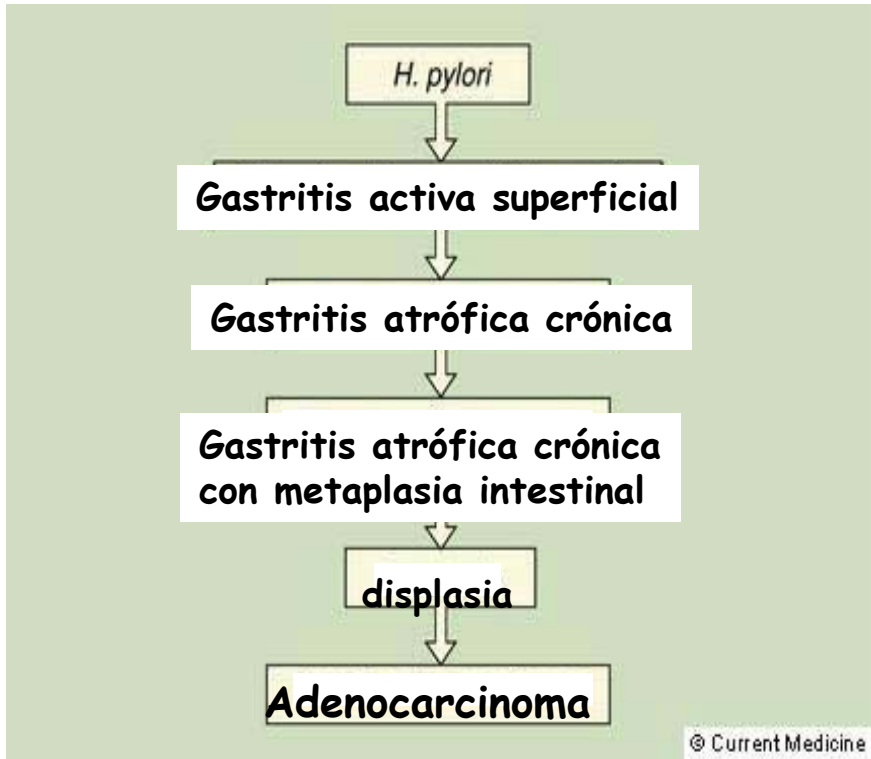 H. pylori
Gastritis activa superficial
Gastritis atrófica crónica
Gastritis atrófica crónica
con metaplasia intestinal
displasia
Adenocarcinoma
© Current Medicine